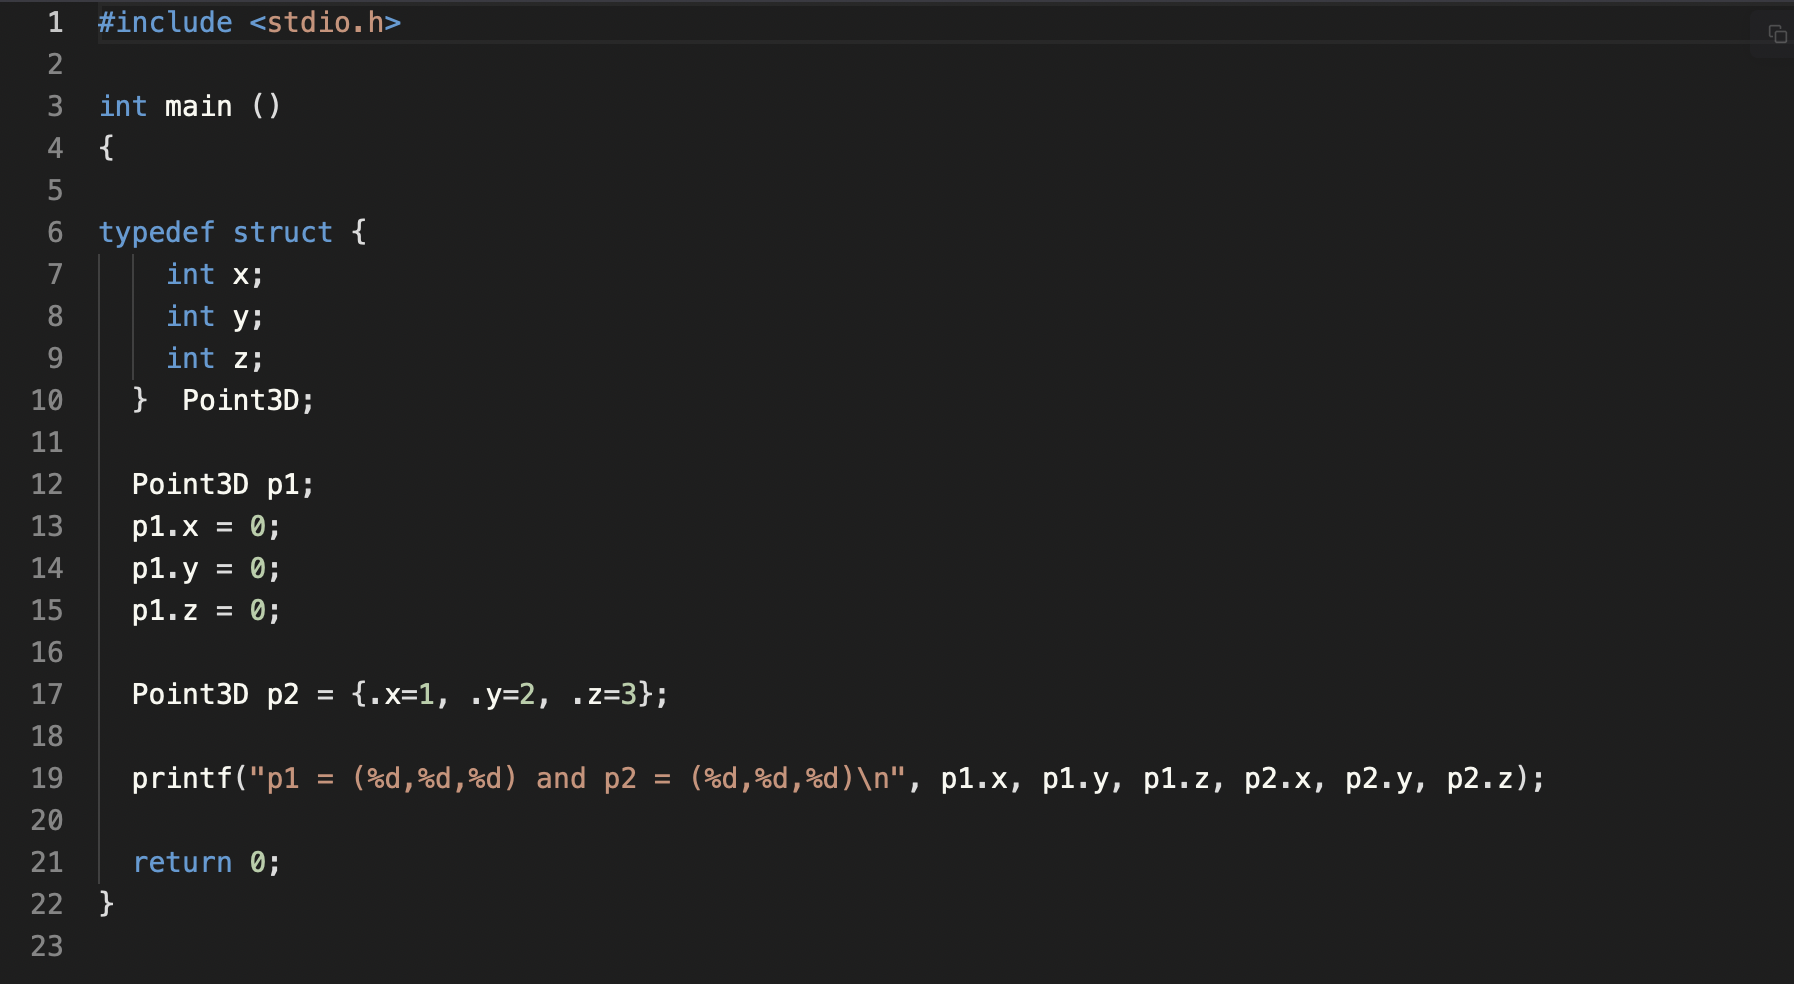 1 #include <stdio.h>
2
3 int main ()
4 {
5
6 typedef struct {
7     int x;
8     int y;
9     int z;
10   }  Point3D;
11
12   Point3D p1;
13   p1.x = 0;
14   p1.y = 0;
15   p1.z = 0;
16
17   Point3D p2 = {.x=1, .y=2, .z=3};
18
19   printf("p1 = (%d,%d,%d) and p2 = (%d,%d,%d)\n", p1.x, p1.y, p1.z, p2.x, p2.y, p2.z);
20
21   return 0;
22 }
23